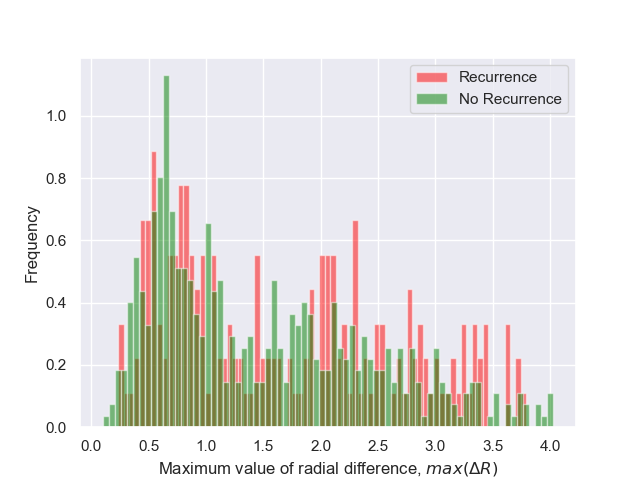 Recurrence
No Recurrence
Frequency
1.0
0.8
0.6
0.4
0.2
0.0
0.0 0.5 1.0 1.5 2.0 2.5 3.0 3.5 4.0
Maximum value of radial difference, max(ΔR)